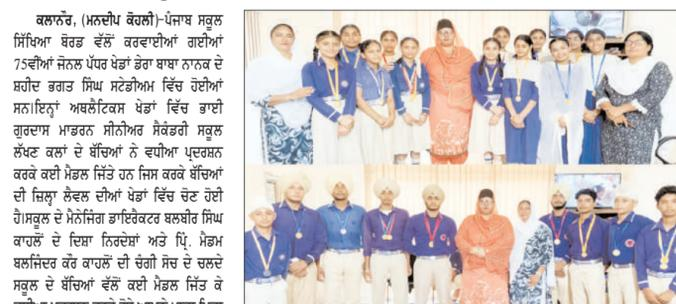 ਕਲਾਨੌਰ, (ਮਨਦੀਪ ਕੋਹਲੀ)-ਪੰਜਾਬ ਸਕੂਲ
ਸਿੱਖਿਆ ਬੋਰਡ ਵੱਲੋਂ ਕਰਵਾਈਆਂ ਗਈਆਂ
75ਵੀਂਆਂ ਜੋਨਲ ਪੱਧਰ ਖੇਡਾਂ ਡੇਰਾ ਬਾਬਾ ਨਾਨਕ ਦੇ
ਸ਼ਹੀਦ ਭਗਤ ਸਿੰਘ ਸਟੇਡੀਅਮ ਵਿੱਚ ਹੋਈਆਂ
ਸਨ।ਇਨ੍ਹਾਂ ਅਥਲੈਟਿਕਸ ਖੇਡਾਂ ਵਿੱਚ ਭਾਈ
ਗੁਰਦਾਸ ਮਾਡਰਨ ਸੀਨੀਅਰ ਸੈਕੰਡਰੀ ਸਕੂਲ
ਲੱਖਣ ਕਲਾਂ ਦੇ ਬੱਚਿਆਂ ਨੇ ਵਧੀਆ ਪ੍ਰਦਰਸ਼ਨ
ਕਰਕੇ ਕਈ ਮੈਡਲ ਜਿੱਤੇ ਹਨ ਜਿਸ ਕਰਕੇ ਬੱਚਿਆਂ
ਦੀ ਜ਼ਿਲ੍ਹਾ ਲੈਵਲ ਦੀਆਂ ਖੇਡਾਂ ਵਿੱਚ ਚੋਣ ਹੋਈ
ਹੈ।ਸਕੂਲ ਦੇ ਮੈਨੇਜਿੰਗ ਡਾਇਰੈਕਟਰ ਬਲਬੀਰ ਸਿੰਘ
ਕਾਹਲੋਂ ਦੇ ਦਿਸ਼ਾ ਨਿਰਦੇਸ਼ਾਂ ਅਤੇ ਪ੍ਰਿੰ. ਮੈਡਮ
ਬਲਜਿੰਦਰ ਕੌਰ ਕਾਹਲੋਂ ਦੀ ਚੰਗੀ ਸੋਚ ਦੇ ਚਲਦੇ
ਸਕੂਲ ਦੇ ਬੱਚਿਆਂ ਵੱਲੋਂ ਕਈ ਮੈਡਲ ਜਿੱਤ ਕੇ